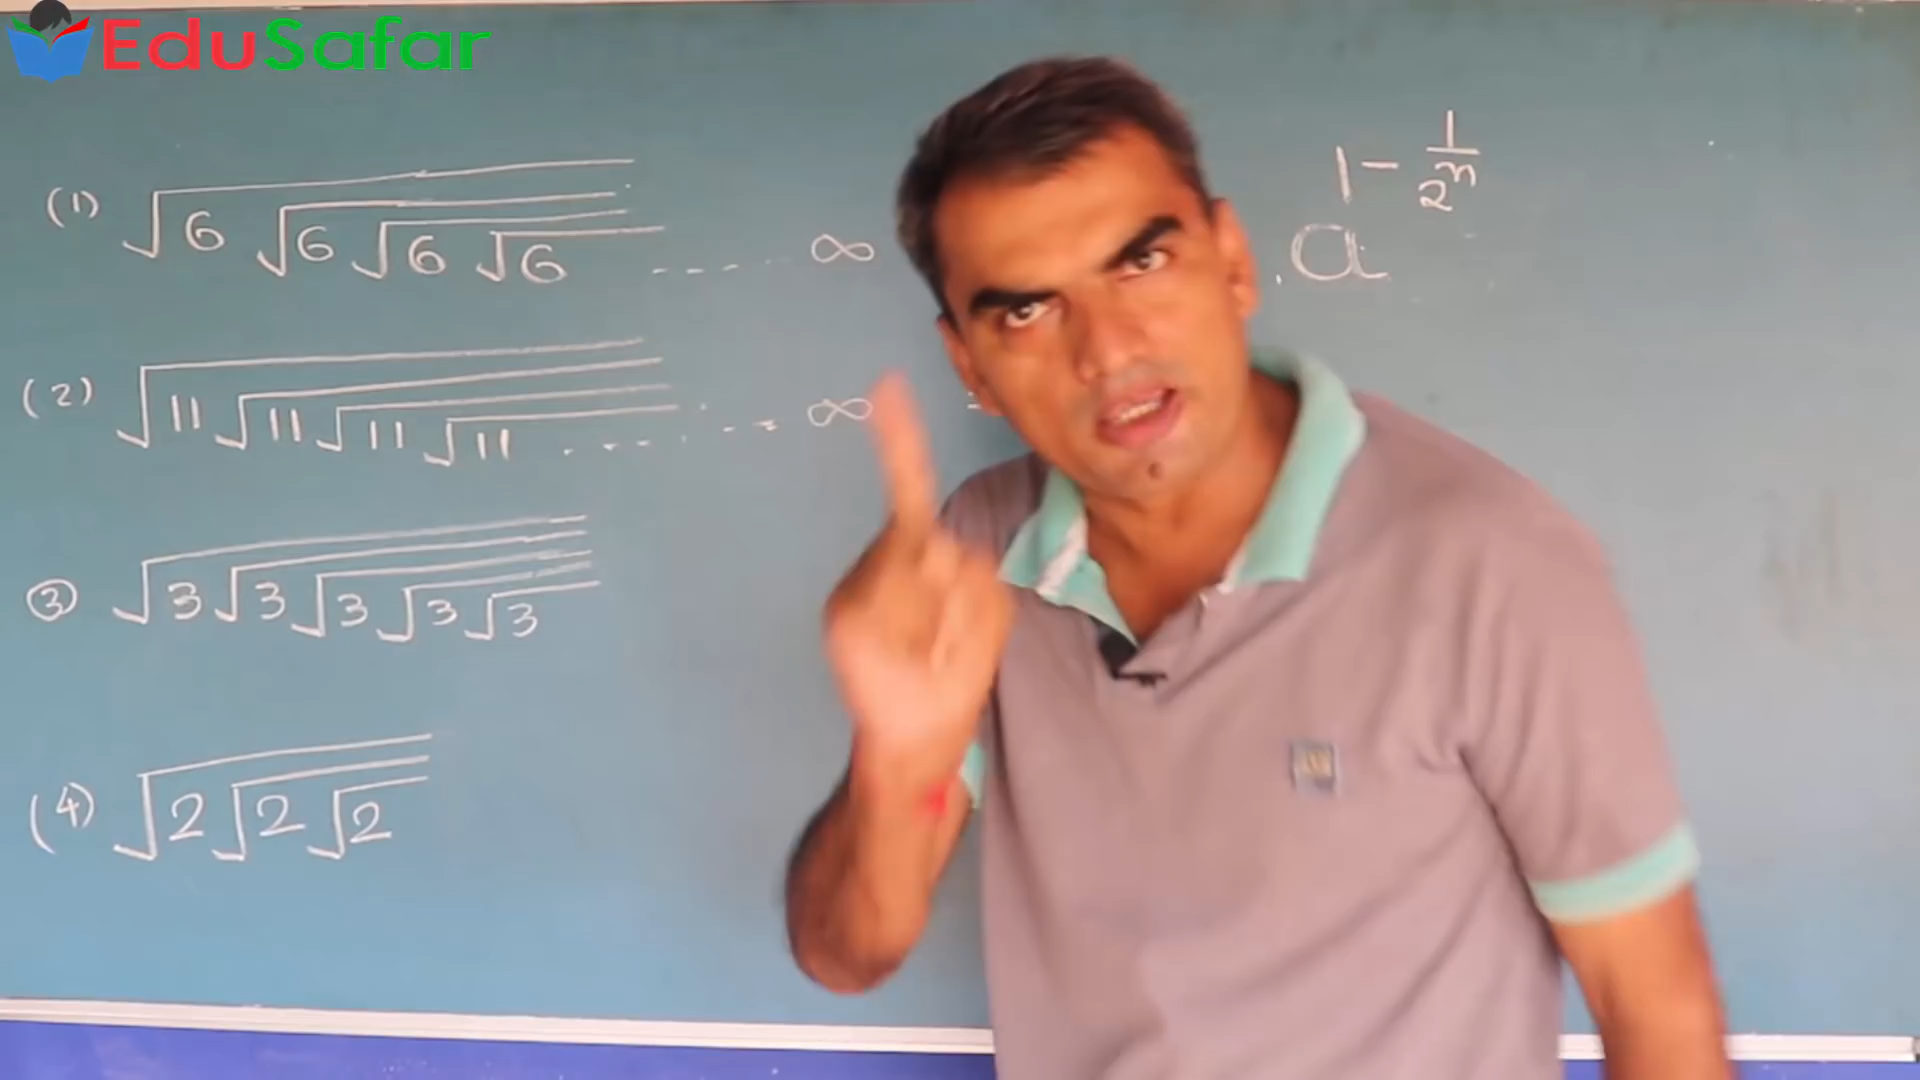 EduSafar
(1) √6√6√6√6 ---- ∞
(2) √11√11√11√11 ------- ∞
③ √3√3√3√3√3
(4) √2√2√2
a^(1 - 1/2^n)